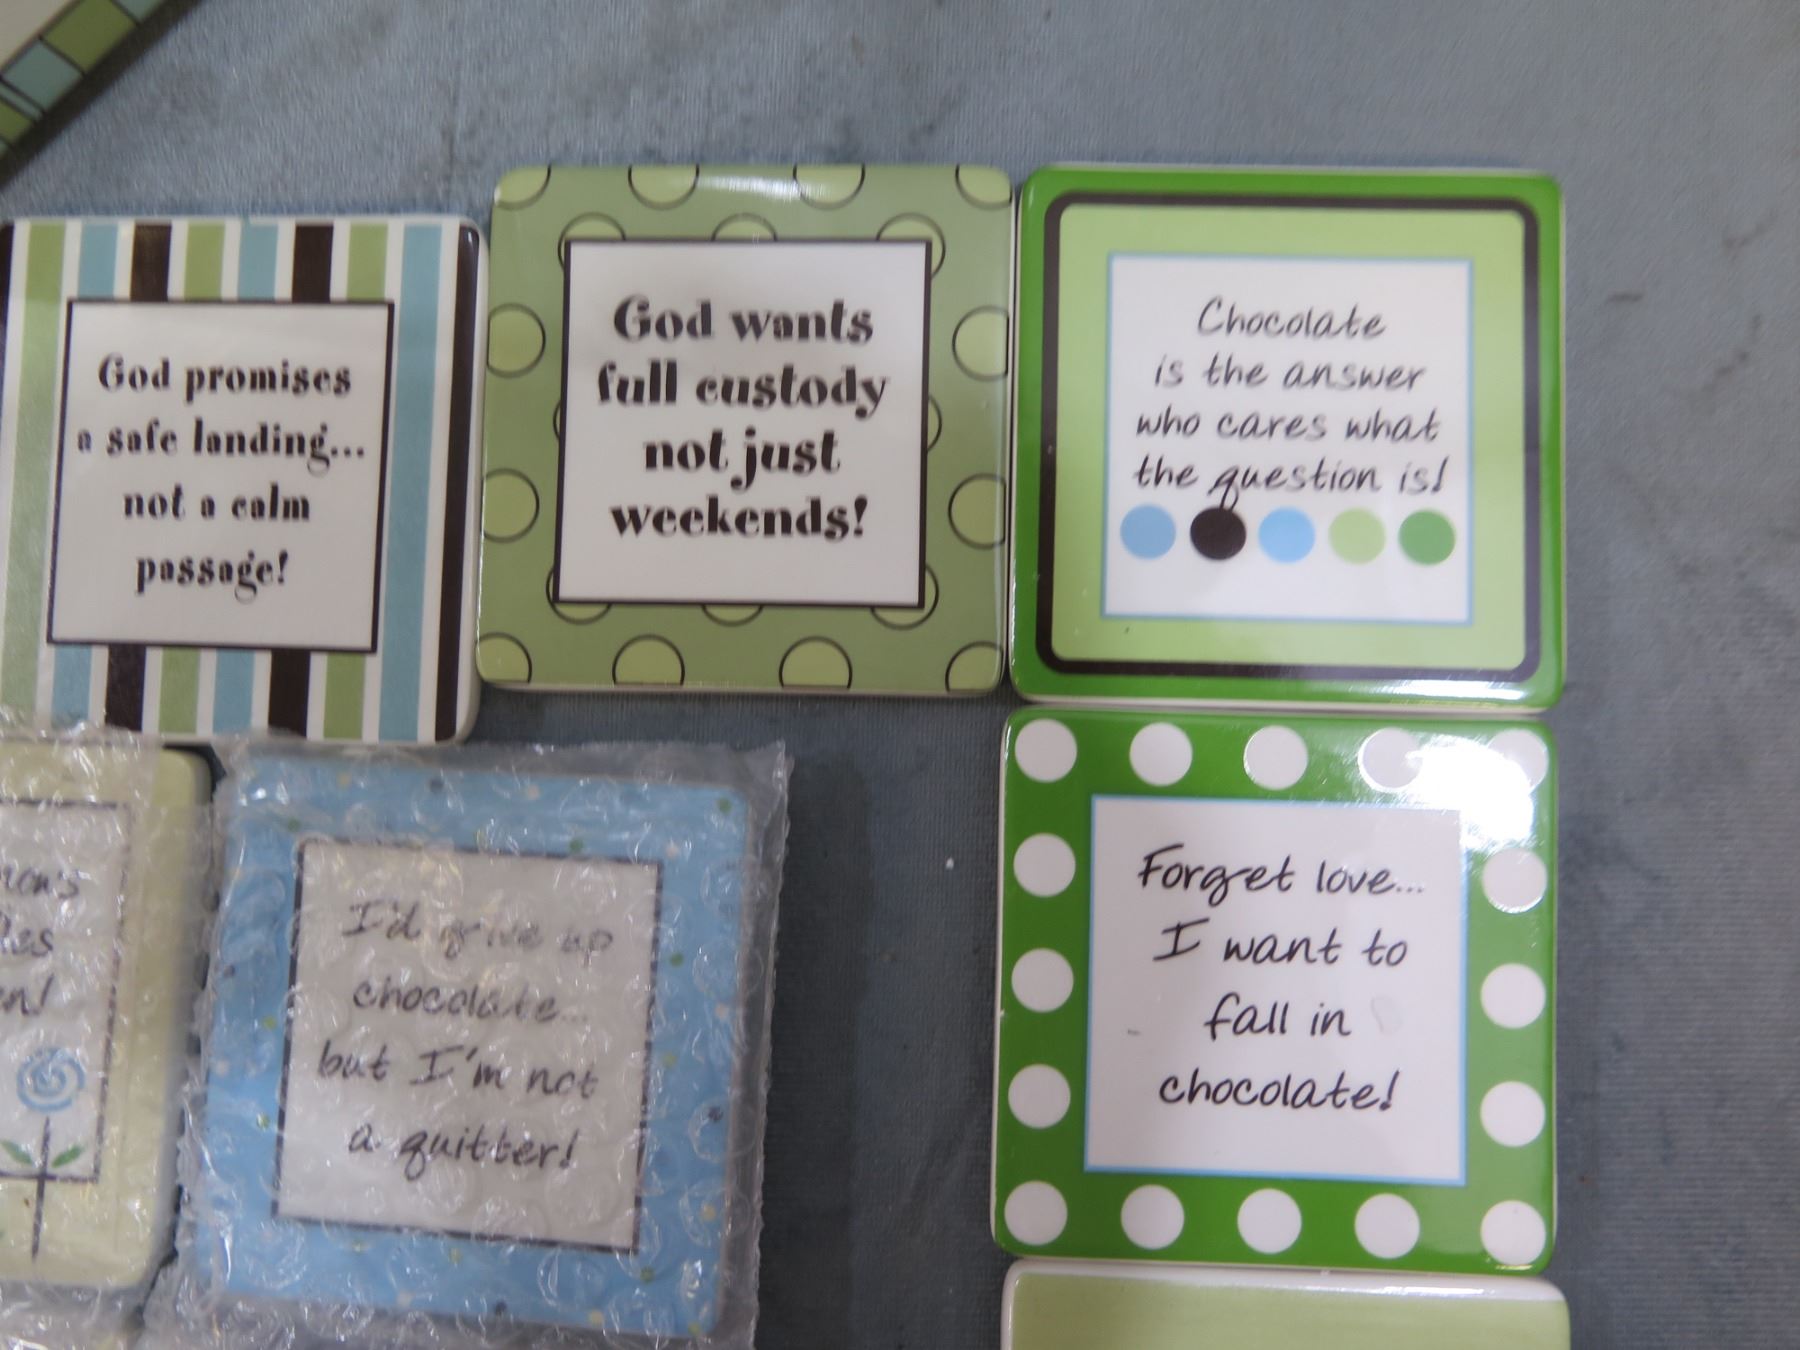 God promises
a safe landing...
not a calm
passage!
God wants
full custody
not just
weekends!
Chocolate
is the answer
who cares what
the question is!
en!
I'd give up
chocolate...
but I'm not
a quitter!
Forget love...
I want to
fall in
chocolate!